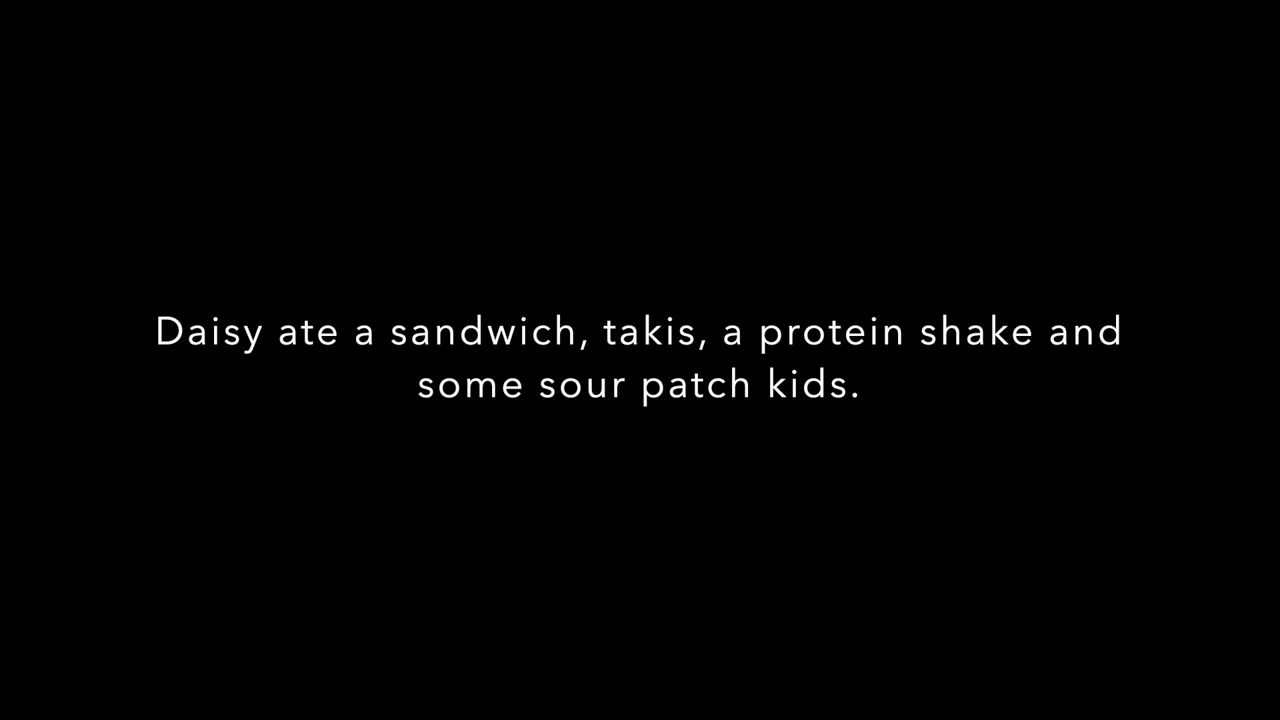 Daisy ate a sandwich, takis, a protein shake and
some sour patch kids.